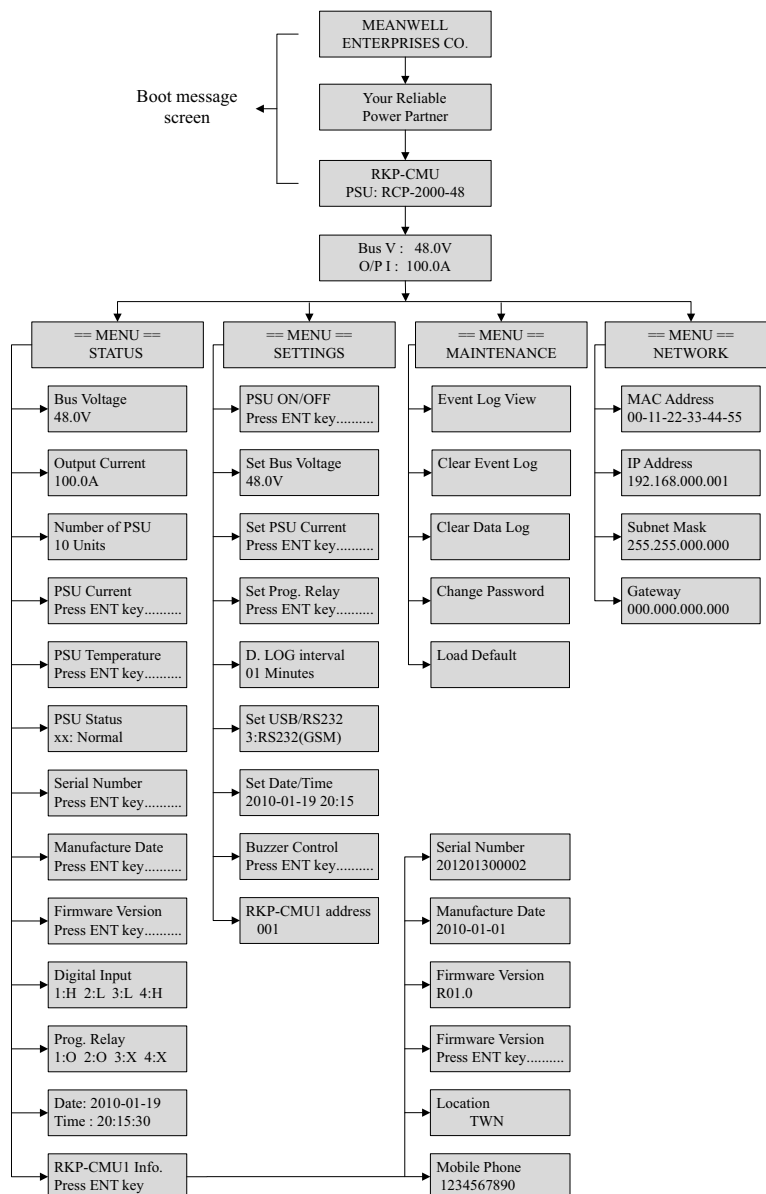 MEANWELL
ENTERPRISES CO.
Boot message
screen
Your Reliable
Power Partner
RKP-CMU
PSU: RCP-2000-48
Bus V : 48.0V
O/P I : 100.0A
== MENU ==
STATUS
Bus Voltage
48.0V
Output Current
100.0A
Number of PSU
10 Units
PSU Current
Press ENT key..........
PSU Temperature
Press ENT key..........
PSU Status
xx: Normal
Serial Number
Press ENT key..........
Manufacture Date
Press ENT key..........
Firmware Version
Press ENT key..........
Digital Input
1:H 2:L 3:L 4:H
Prog. Relay
1:O 2:O 3:X 4:X
Date: 2010-01-19
Time : 20:15:30
RKP-CMU1 Info.
Press ENT key
== MENU ==
SETTINGS
PSU ON/OFF
Press ENT key..........
Set Bus Voltage
48.0V
Set PSU Current
Press ENT key..........
Set Prog. Relay
Press ENT key..........
D. LOG interval
01 Minutes
Set USB/RS232
3:RS232(GSM)
Set Date/Time
2010-01-19 20:15
Buzzer Control
Press ENT key..........
RKP-CMU1 address
001
== MENU ==
MAINTENANCE
Event Log View
Clear Event Log
Clear Data Log
Change Password
Load Default
Serial Number
201201300002
Manufacture Date
2010-01-01
Firmware Version
R01.0
Firmware Version
Press ENT key..........
Location
TWN
Mobile Phone
1234567890
== MENU ==
NETWORK
MAC Address
00-11-22-33-44-55
IP Address
192.168.000.001
Subnet Mask
255.255.000.000
Gateway
000.000.000.000